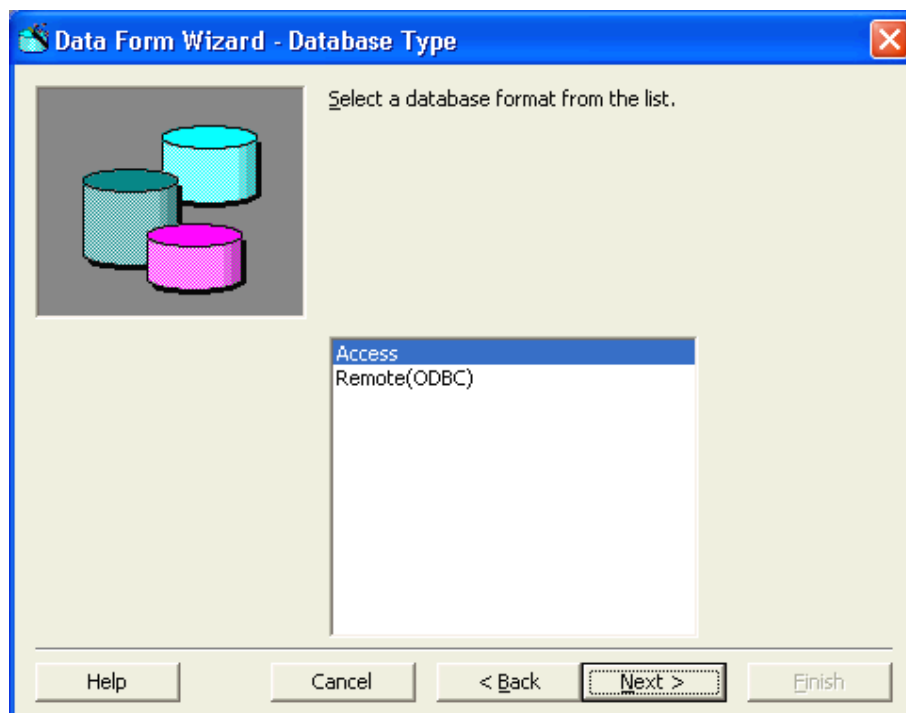 Data Form Wizard - Database Type
Select a database format from the list.
Access
Remote(ODBC)
Help
Cancel
< Back
Next >
Finish